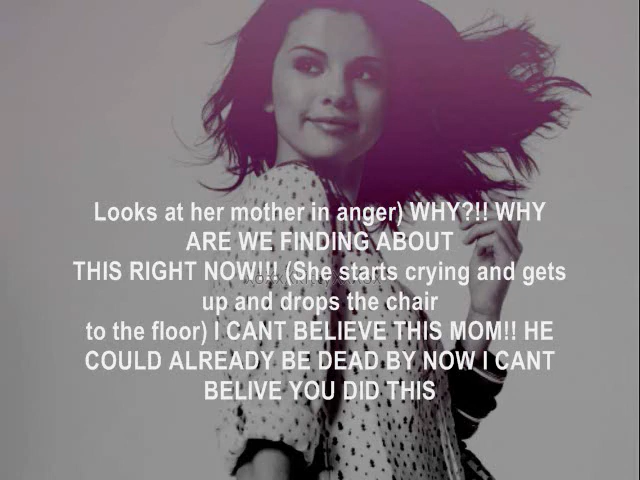 Looks at her mother in anger) WHY?!! WHY
ARE WE FINDING ABOUT
THIS RIGHT NOW!!! (She starts crying and gets
up and drops the chair
to the floor) I CANT BELIEVE THIS MOM!! HE
COULD ALREADY BE DEAD BY NOW I CANT
BELIVE YOU DID THIS